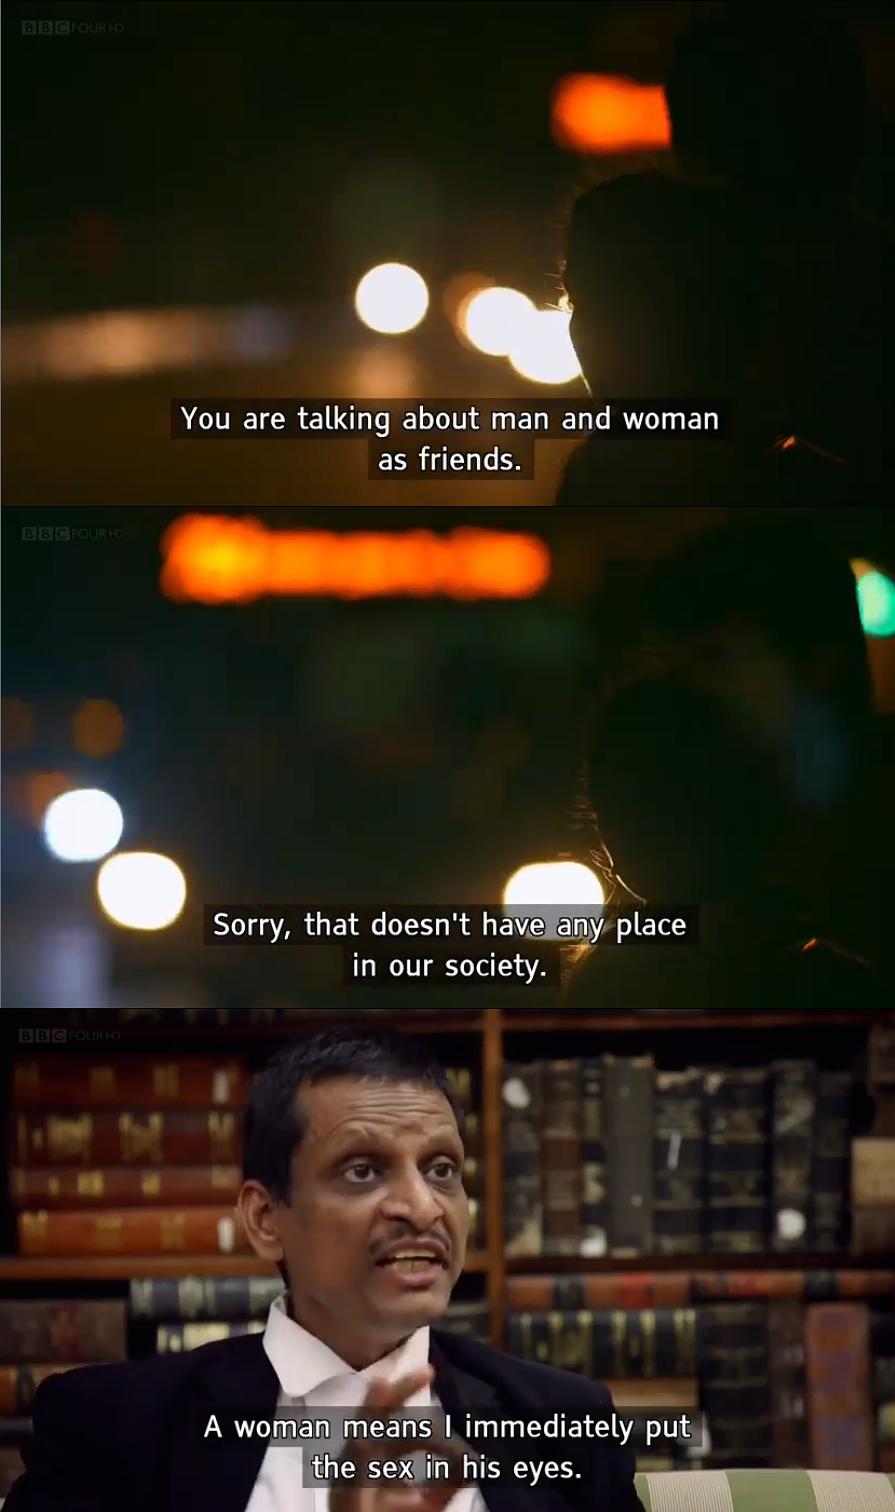 BBC FOUR HD
You are talking about man and woman
as friends.
BBC FOUR HD
Sorry, that doesn't have any place
in our society.
BBC FOUR HD
A woman means I immediately put
the sex in his eyes.